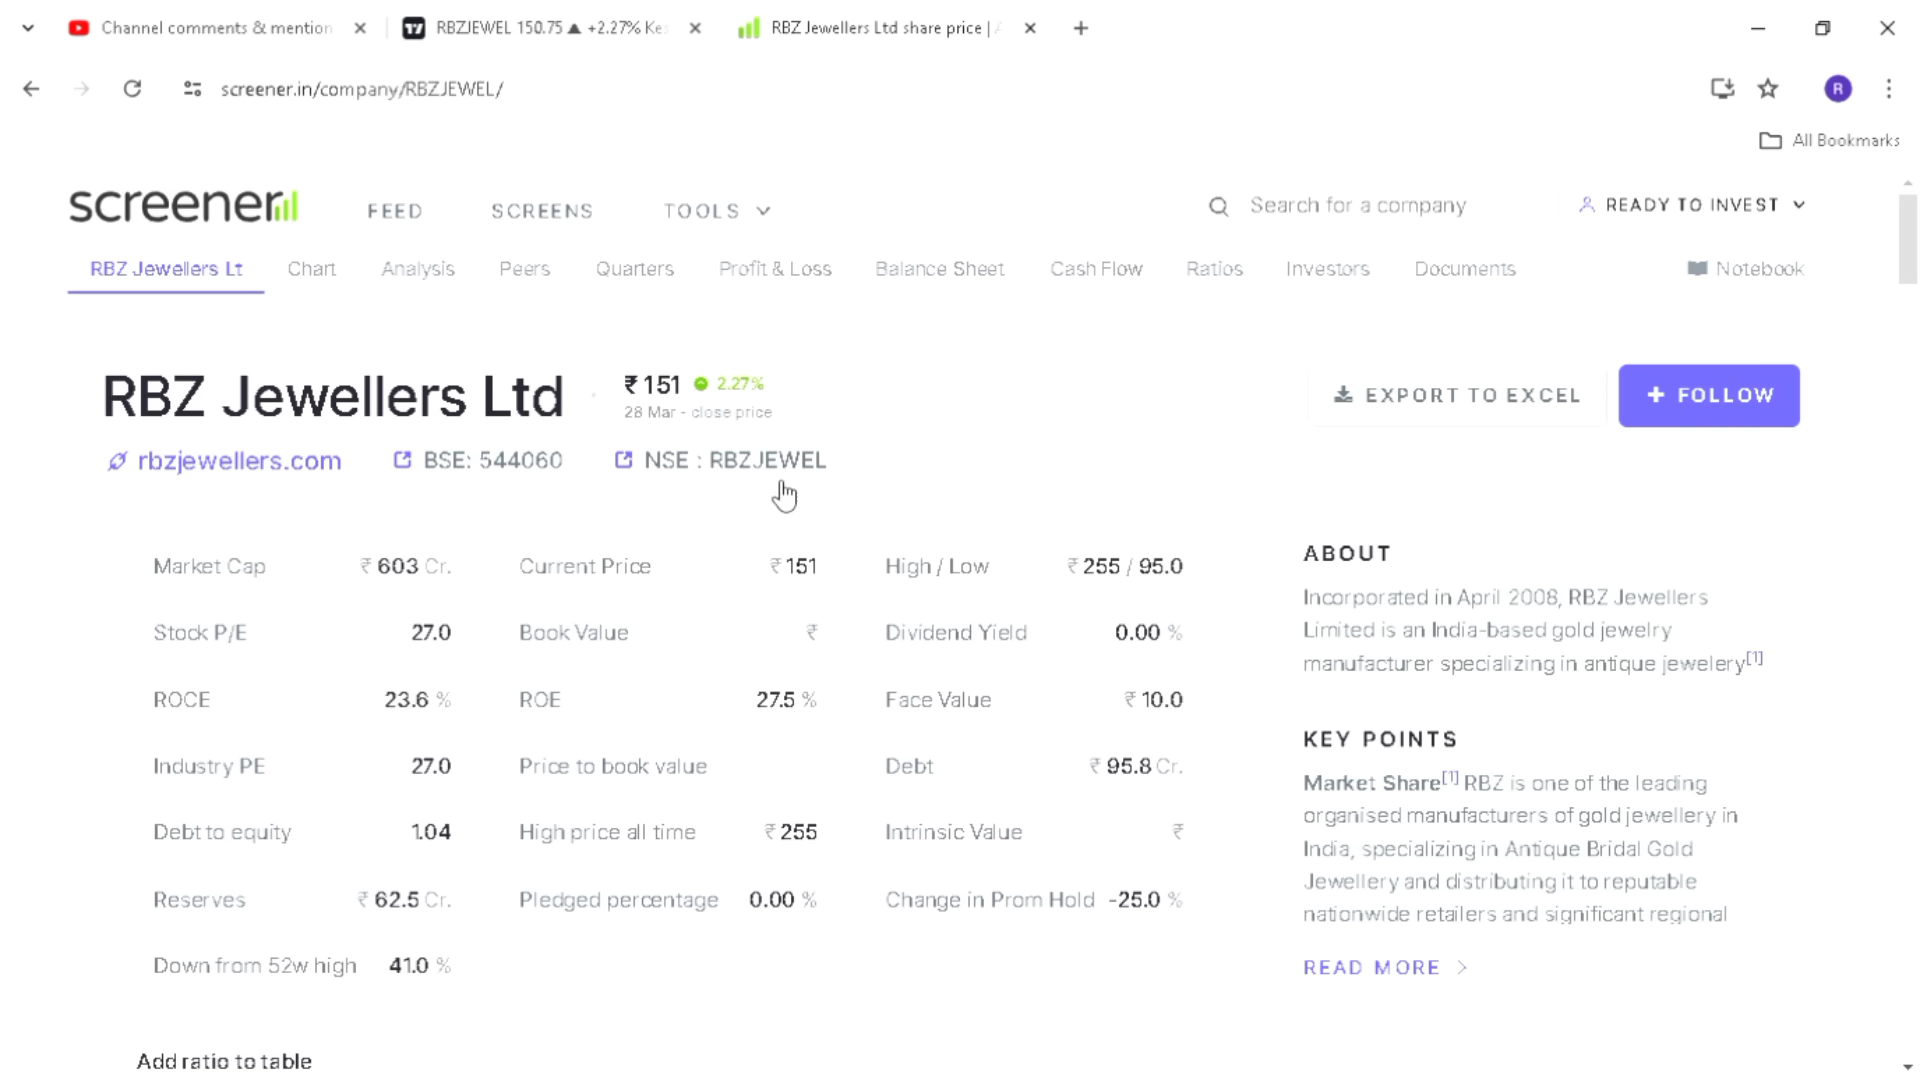 Channel comments & mention
RBZJEWEL 150.75 ▲ +2.27% Ke
RBZ Jewellers Ltd share price |
screener.in/company/RBZJEWEL/
R
All Bookmarks
screener
FEED
SCREENS
TOOLS
Search for a company
READY TO INVEST
RBZ Jewellers Lt
Chart
Analysis
Peers
Quarters
Profit & Loss
Balance Sheet
Cash Flow
Ratios
Investors
Documents
Notebook
RBZ Jewellers Ltd
₹ 151 2.27%
28 Mar - close price
EXPORT TO EXCEL
+ FOLLOW
rbzjewellers.com
BSE: 544060
NSE : RBZJEWEL
Market Cap ₹ 603 Cr.
Current Price ₹ 151
High / Low ₹ 255 / 95.0
Stock P/E 27.0
Book Value ₹
Dividend Yield 0.00 %
ROCE 23.6 %
ROE 27.5 %
Face Value ₹ 10.0
Industry PE 27.0
Price to book value
Debt ₹ 95.8 Cr.
Debt to equity 1.04
High price all time ₹ 255
Intrinsic Value ₹
Reserves ₹ 62.5 Cr.
Pledged percentage 0.00 %
Change in Prom Hold -25.0 %
Down from 52w high 41.0 %
Add ratio to table
ABOUT
Incorporated in April 2008, RBZ Jewellers
Limited is an India-based gold jewelry
manufacturer specializing in antique jewelery[1]
KEY POINTS
Market Share[1] RBZ is one of the leading
organised manufacturers of gold jewellery in
India, specializing in Antique Bridal Gold
Jewellery and distributing it to reputable
nationwide retailers and significant regional
READ MORE